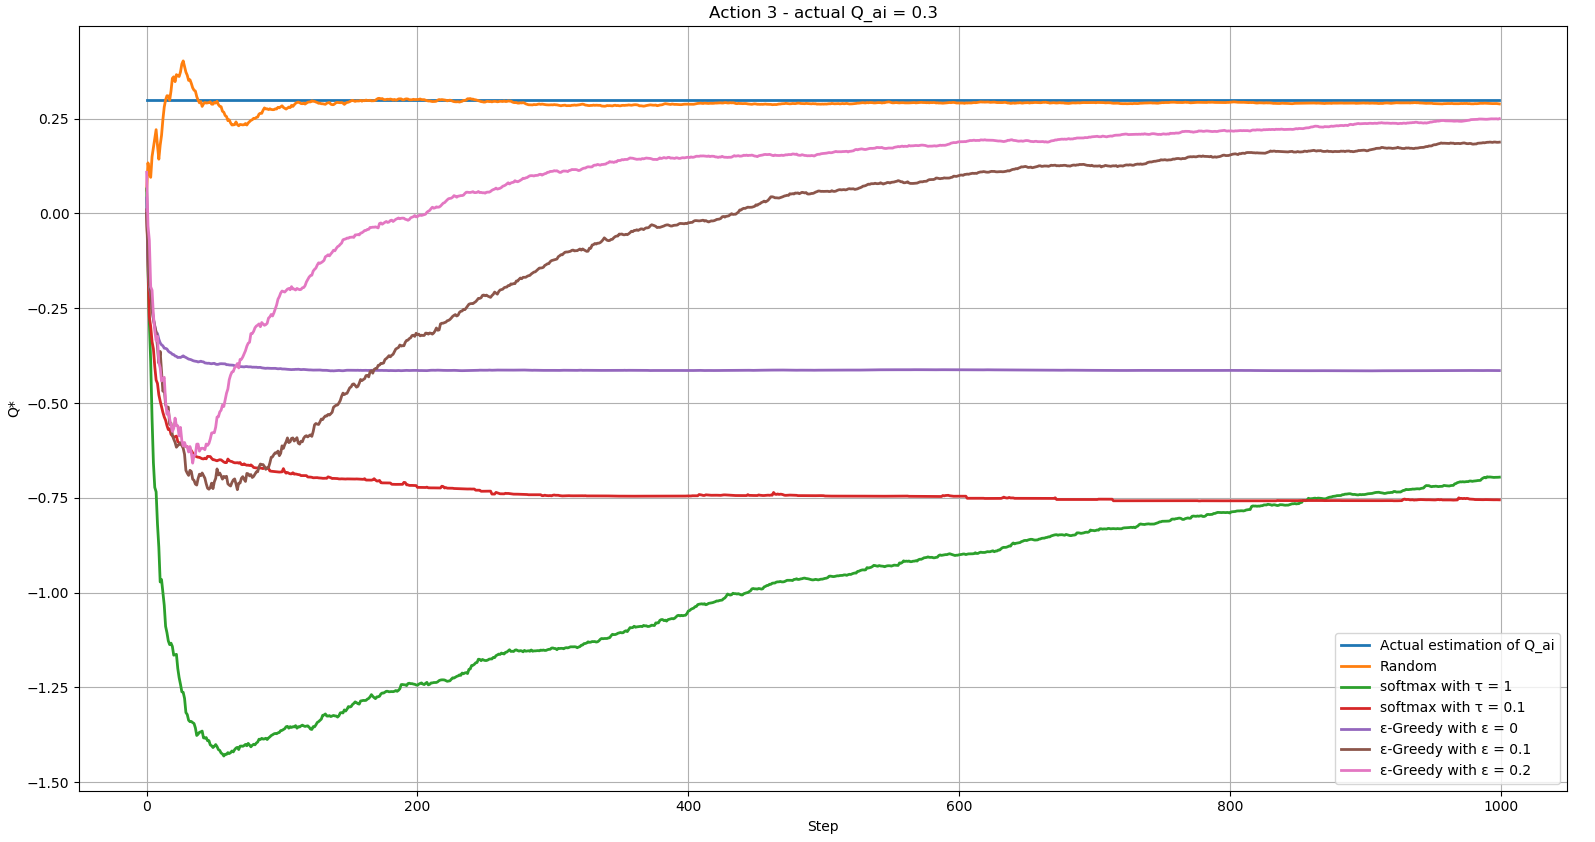 Action 3 - actual Q_ai = 0.3
Q*
0.25
0.00
−0.25
−0.50
−0.75
−1.00
−1.25
−1.50
0 200 400 600 800 1000
Step
Actual estimation of Q_ai
Random
softmax with τ = 1
softmax with τ = 0.1
ε-Greedy with ε = 0
ε-Greedy with ε = 0.1
ε-Greedy with ε = 0.2